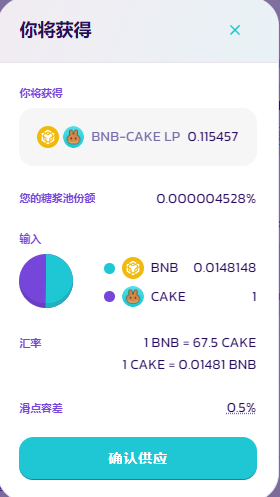 你将获得
你将获得
BNB-CAKE LP 0.115457
您的糖浆池份额 0.000004528%
输入
BNB 0.0148148
CAKE 1
汇率 1 BNB = 67.5 CAKE
1 CAKE = 0.01481 BNB
滑点容差 0.5%
确认供应